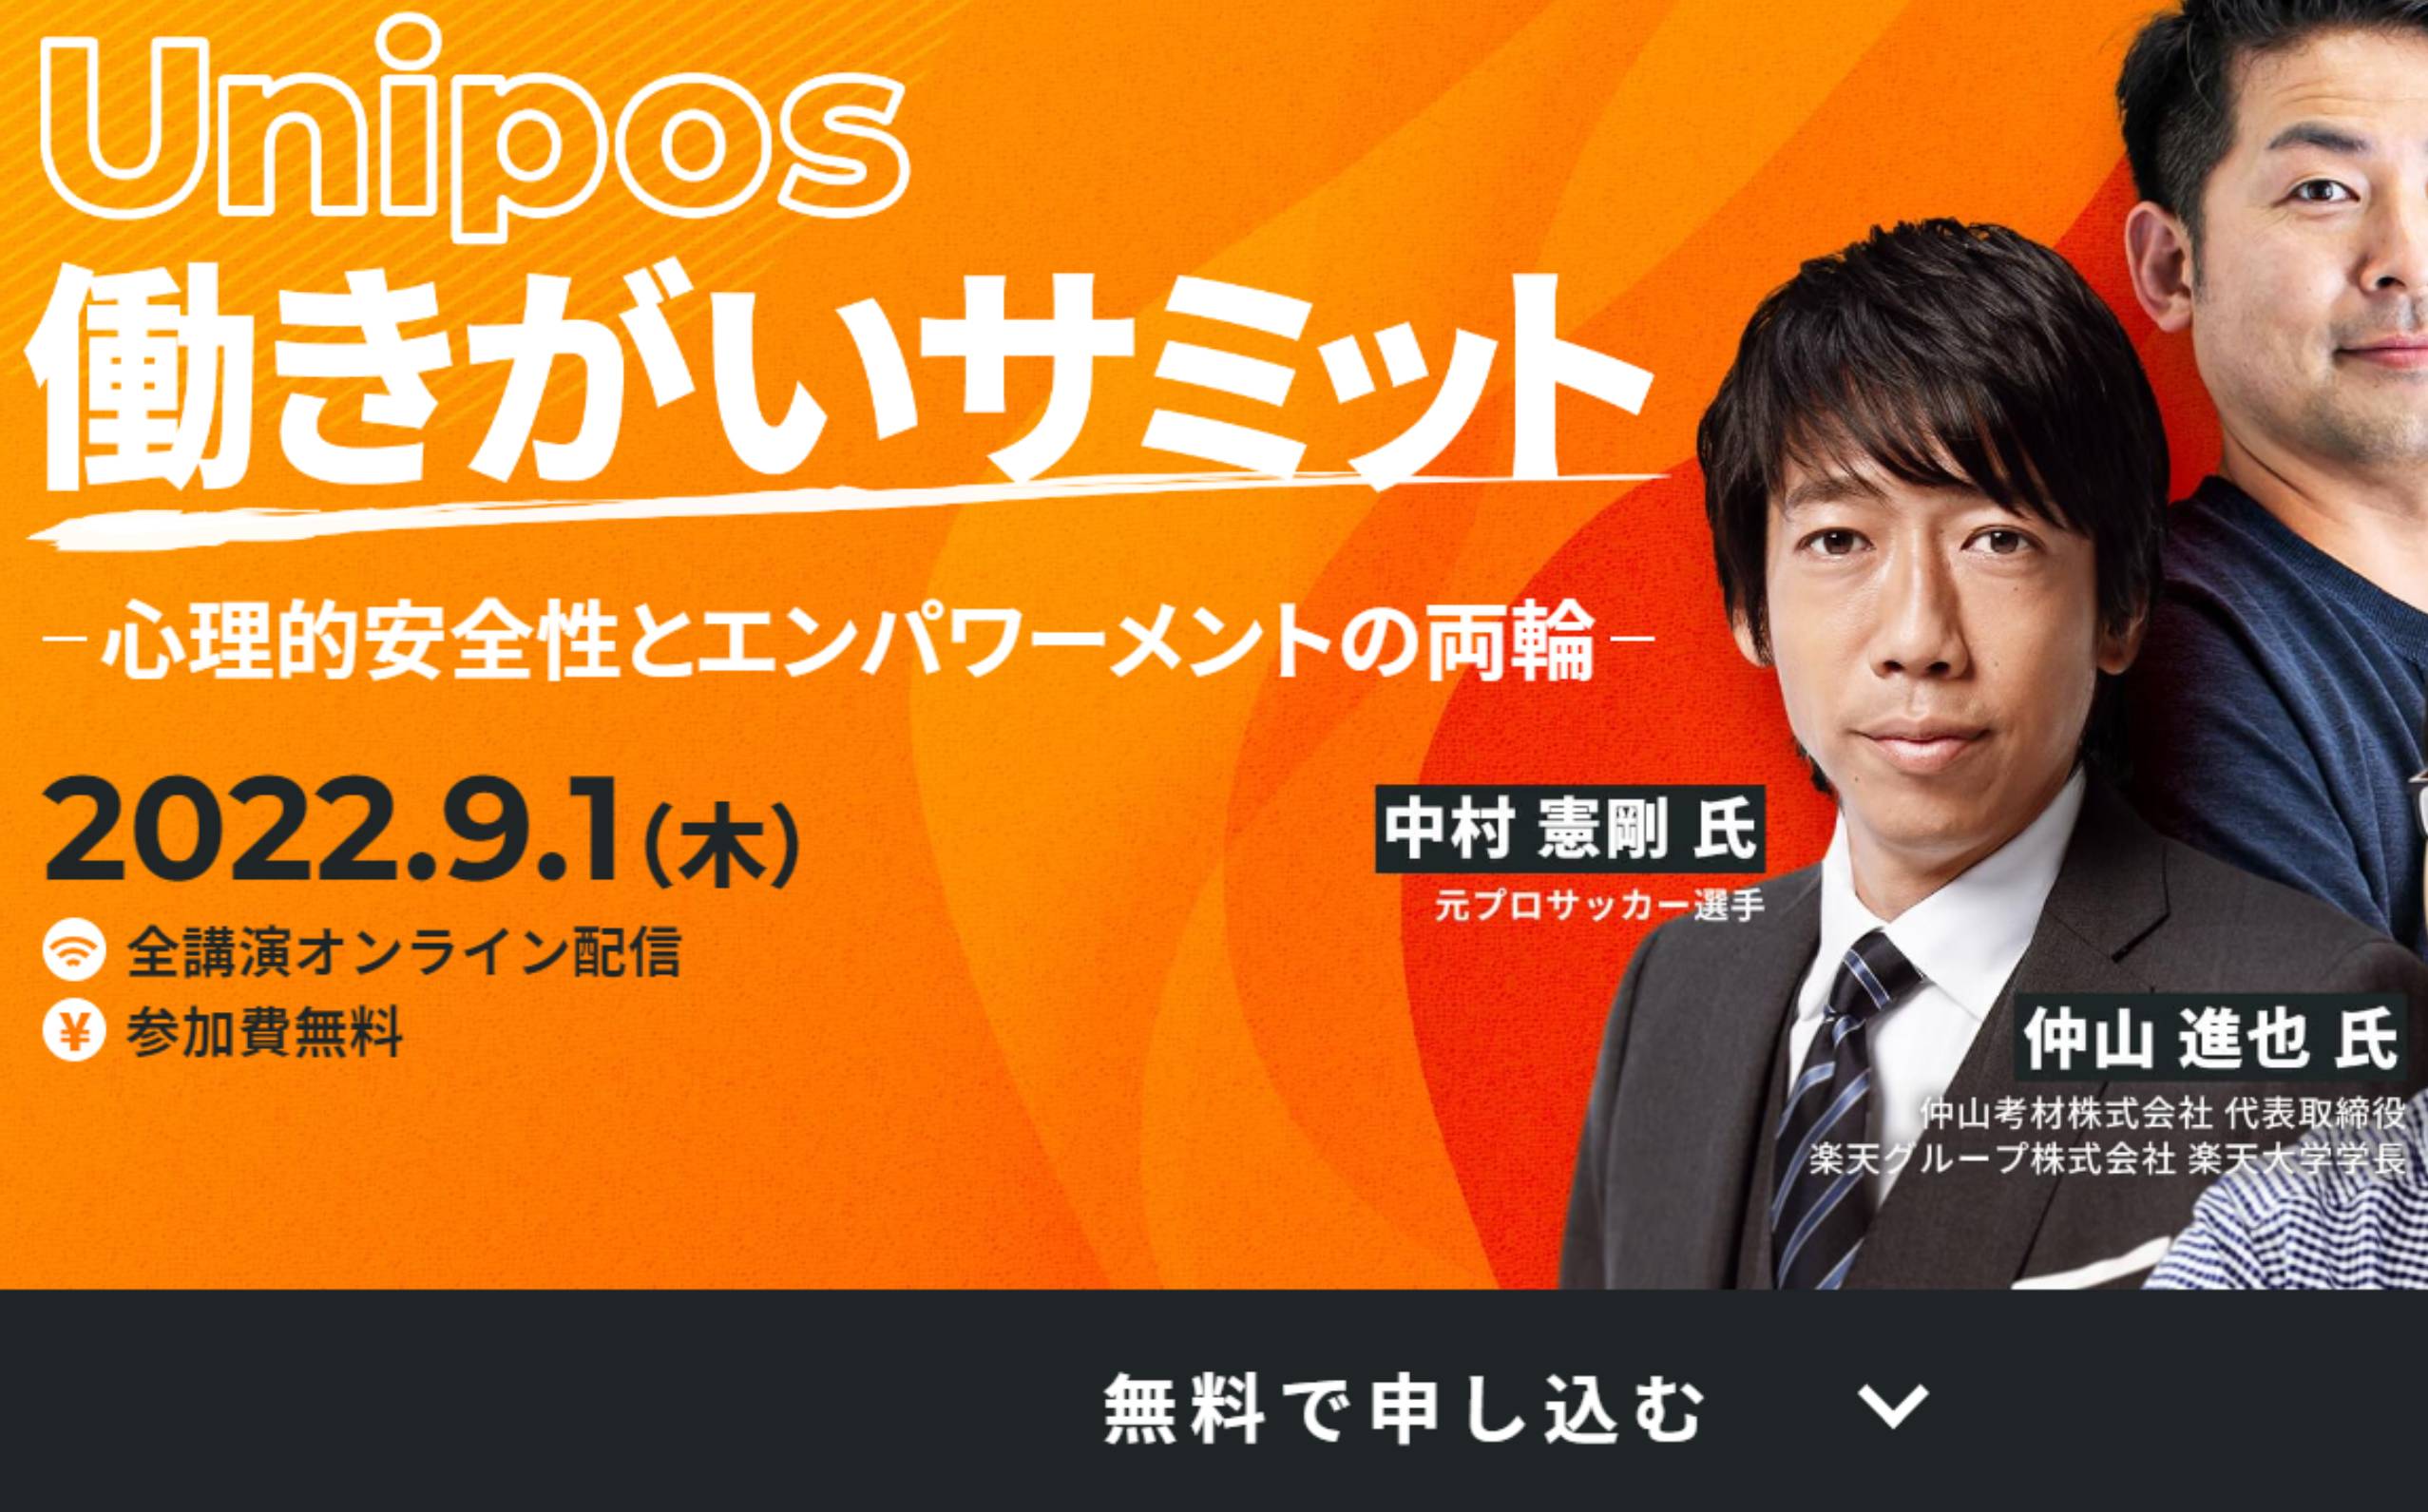 Unipos
働きがいサミット
－心理的安全性とエンパワーメントの両輪－
2022.9.1(木)
全講演オンライン配信
¥ 参加費無料
中村 憲剛 氏
元プロサッカー選手
仲山 進也 氏
仲山考材株式会社 代表取締役
楽天グループ株式会社 楽天大学学長
無料で申し込む